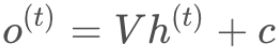 o^{(t)} = Vh^{(t)} + c